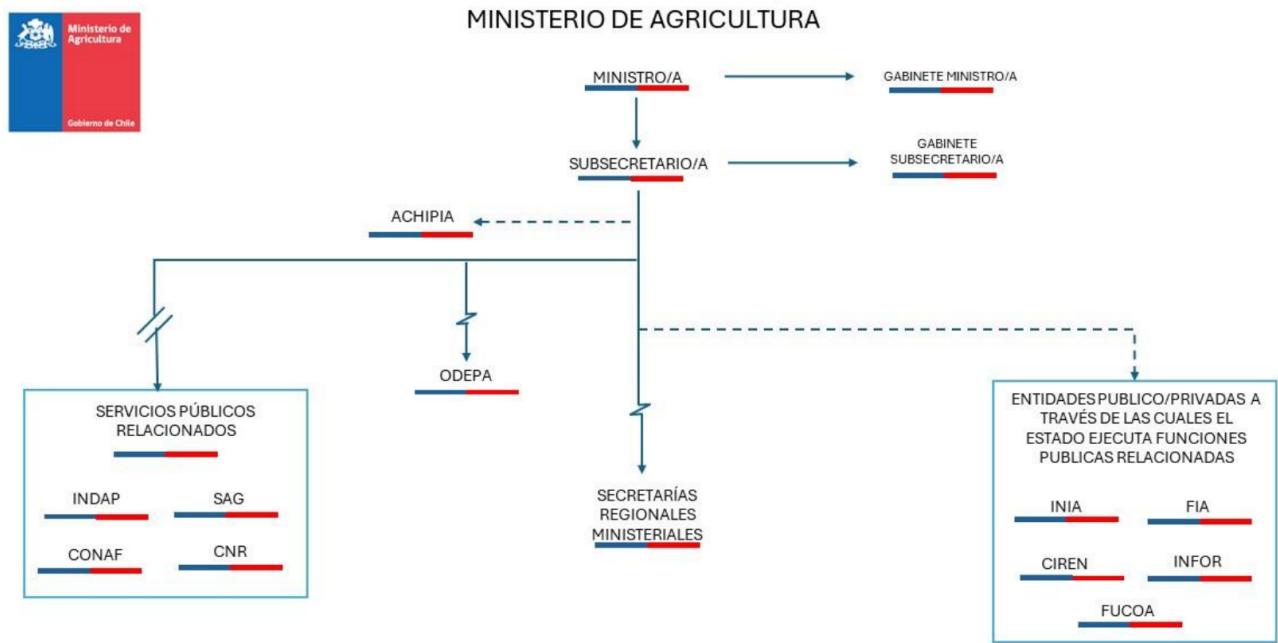 MINISTERIO DE AGRICULTURA
Ministerio de
Agricultura
Gobierno de Chile
MINISTRO/A
GABINETE MINISTRO/A
SUBSECRETARIO/A
GABINETE
SUBSECRETARIO/A
ACHIPIA
ODEPA
SERVICIOS PÚBLICOS
RELACIONADOS
INDAP
SAG
CONAF
CNR
SECRETARÍAS
REGIONALES
MINISTERIALES
ENTIDADES PUBLICO/PRIVADAS A
TRAVÉS DE LAS CUALES EL
ESTADO EJECUTA FUNCIONES
PUBLICAS RELACIONADAS
INIA
FIA
CIREN
INFOR
FUCOA